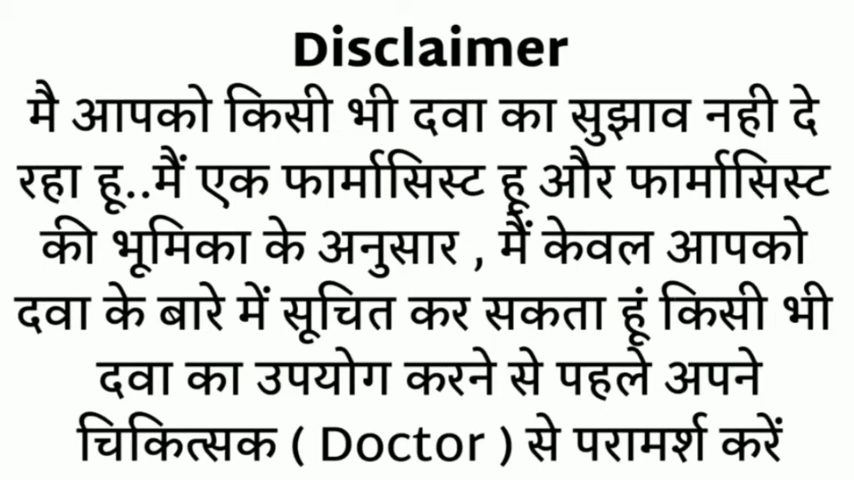 Disclaimer
मै आपको किसी भी दवा का सुझाव नही दे
रहा हू..मैं एक फार्मासिस्ट हू और फार्मासिस्ट
की भूमिका के अनुसार , मैं केवल आपको
दवा के बारे में सूचित कर सकता हूं किसी भी
दवा का उपयोग करने से पहले अपने
चिकित्सक ( Doctor ) से परामर्श करें